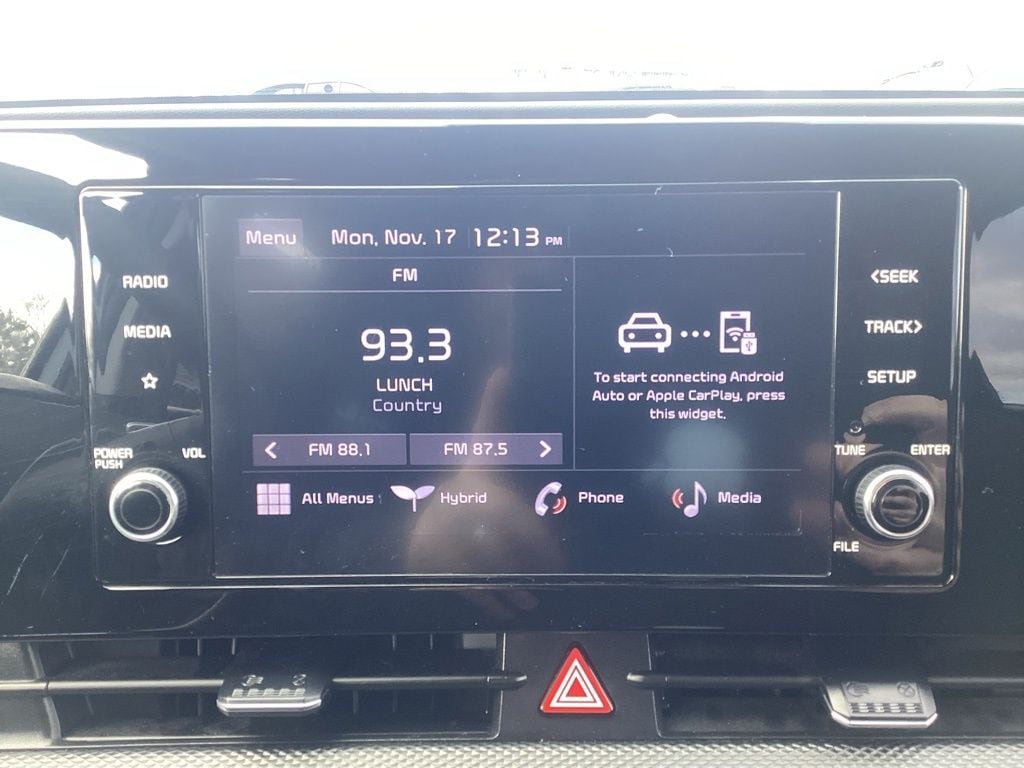 Menu
Mon, Nov. 17 12:13 PM
FM
93.3
LUNCH
Country
< FM 88.1
FM 87.5 >
To start connecting Android
Auto or Apple CarPlay, press
this widget.
All Menus
Hybrid
Phone
Media
RADIO
MEDIA
POWER
PUSH
VOL
<SEEK
TRACK>
SETUP
TUNE
ENTER
FILE